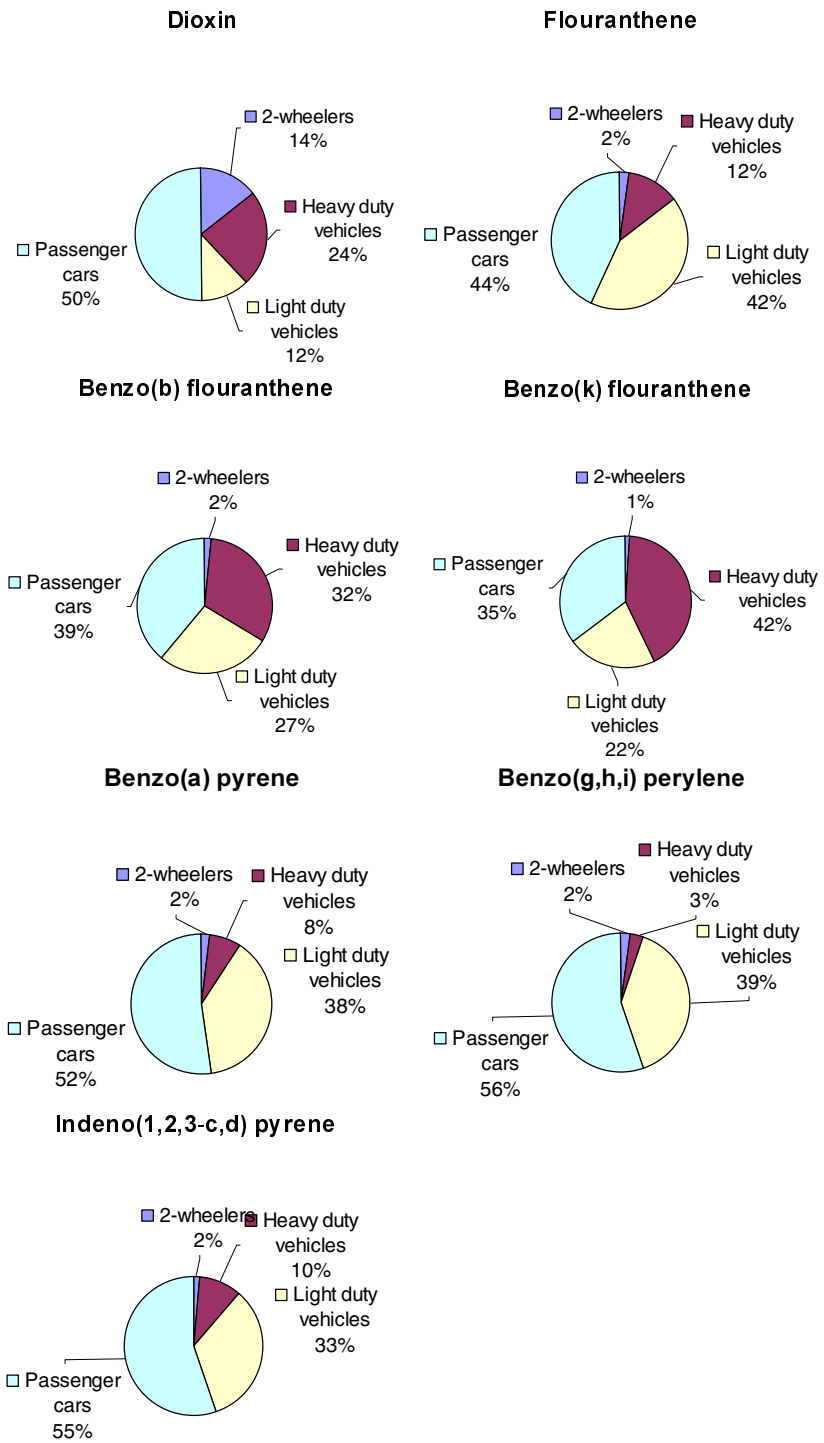 Dioxin
2-wheelers
14%
Heavy duty
vehicles
24%
Passenger
cars
50%
Light duty
vehicles
12%
Flouranthene
2-wheelers
2%
Heavy duty
vehicles
12%
Passenger
cars
44%
Light duty
vehicles
42%
Benzo(b) flouranthene
2-wheelers
2%
Heavy duty
vehicles
32%
Passenger
cars
39%
Light duty
vehicles
27%
Benzo(k) flouranthene
2-wheelers
1%
Passenger
cars
35%
Heavy duty
vehicles
42%
Light duty
vehicles
22%
Benzo(a) pyrene
2-wheelers
2%
Heavy duty
vehicles
8%
Light duty
vehicles
38%
Passenger
cars
52%
Benzo(g,h,i) perylene
2-wheelers
2%
Heavy duty
vehicles
3%
Light duty
vehicles
39%
Passenger
cars
56%
Indeno(1,2,3-c,d) pyrene
2-wheelers
2%
Heavy duty
vehicles
10%
Light duty
vehicles
33%
Passenger
cars
55%